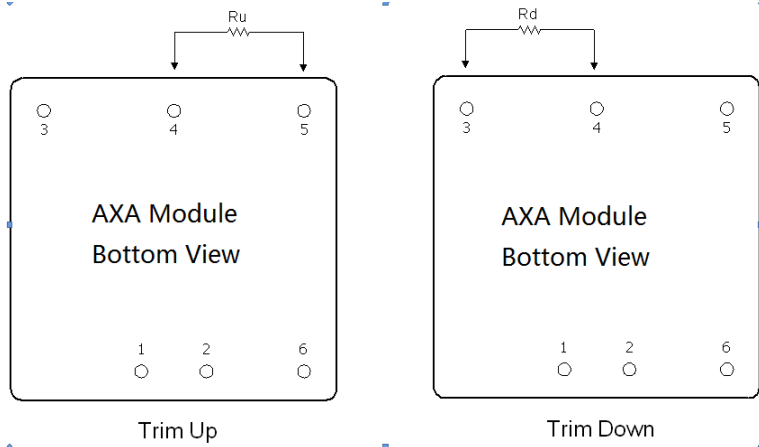 Ru
3 4 5
AXA Module
Bottom View
1 2 6
Trim Up
Rd
3 4 5
AXA Module
Bottom View
1 2 6
Trim Down